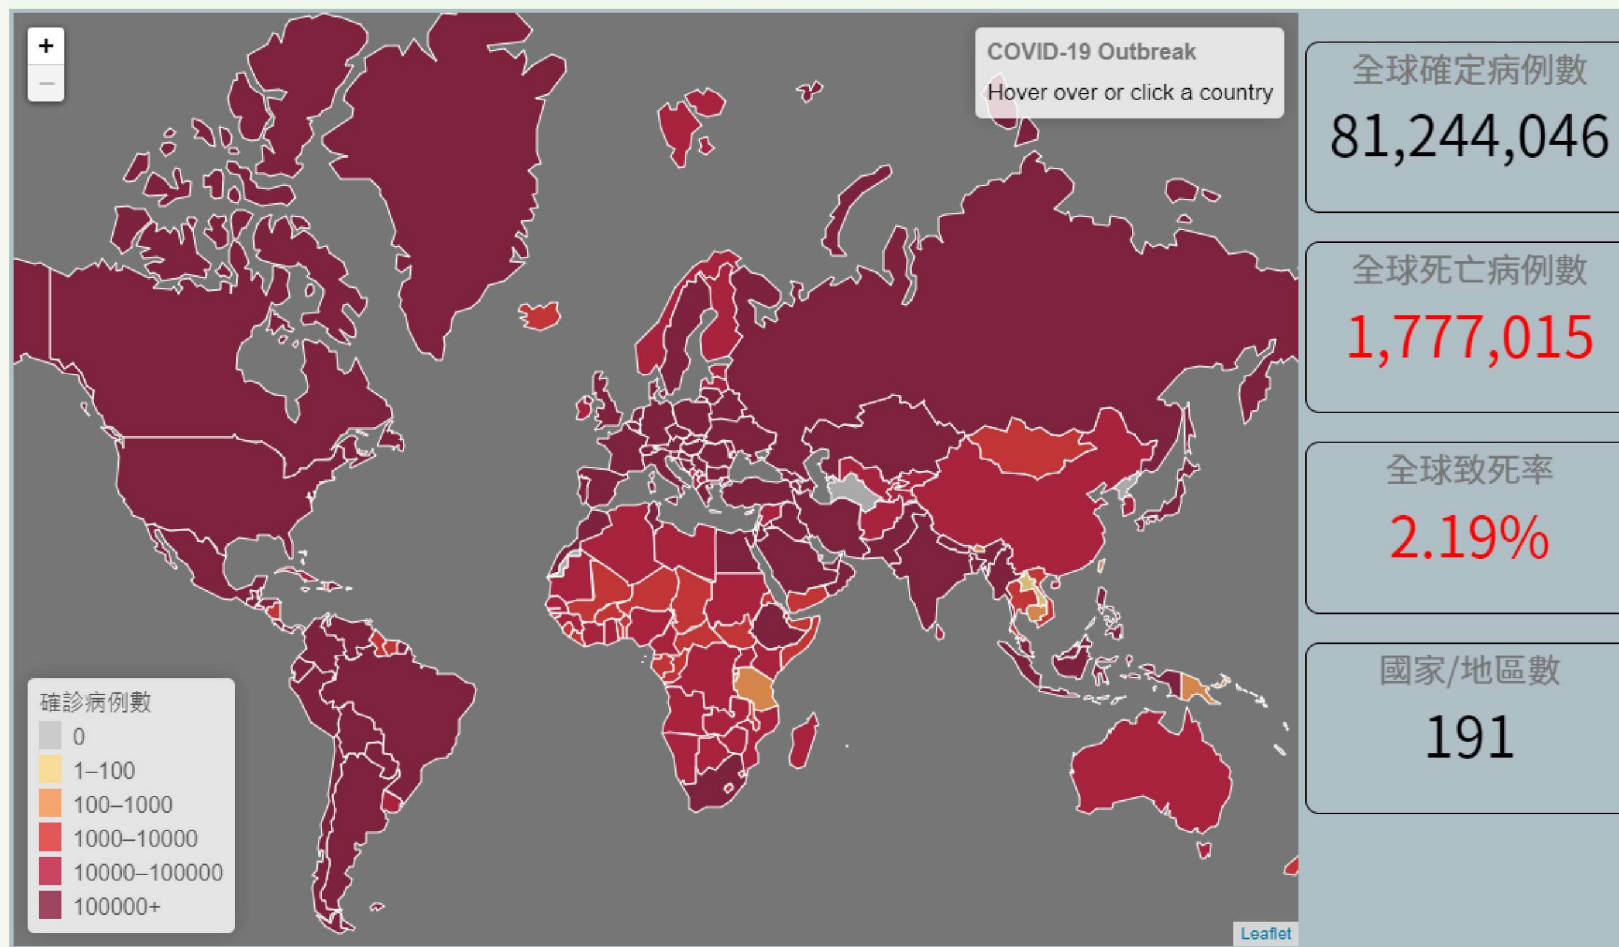 +
−
COVID-19 Outbreak
Hover over or click a country
確診病例數
0
1–100
100–1000
1000–10000
10000–100000
100000+
Leaflet
全球確定病例數
81,244,046
全球死亡病例數
1,777,015
全球致死率
2.19%
國家/地區數
191